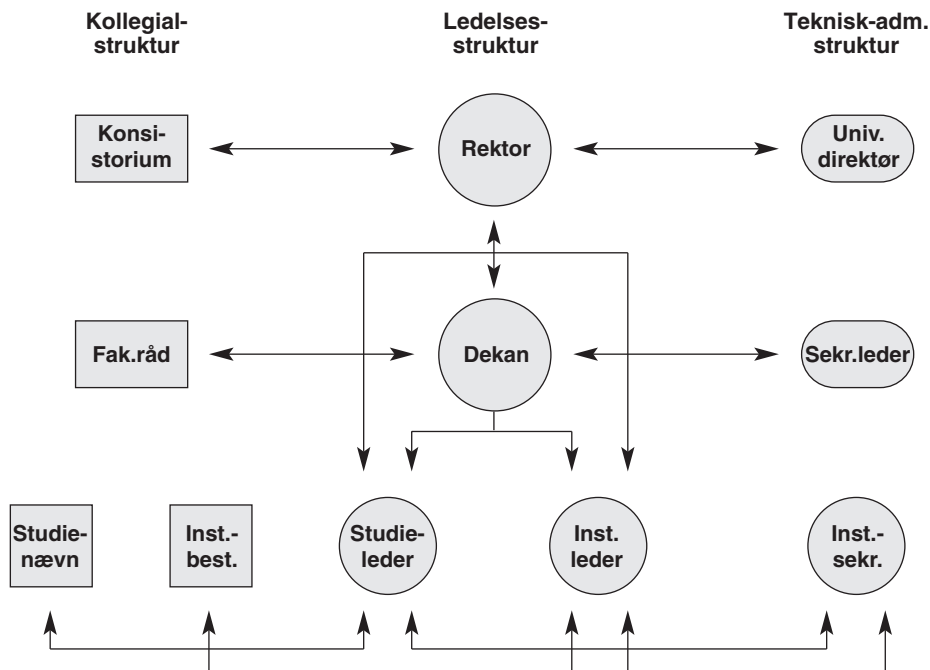 Kollegial-
struktur
Ledelses-
struktur
Teknisk-adm.
struktur
Konsi-
storium
Rektor
Univ.
direktør
Fak.råd
Dekan
Sekr.leder
Studie-
nævn
Inst.-
best.
Studie-
leder
Inst.
leder
Inst.-
sekr.